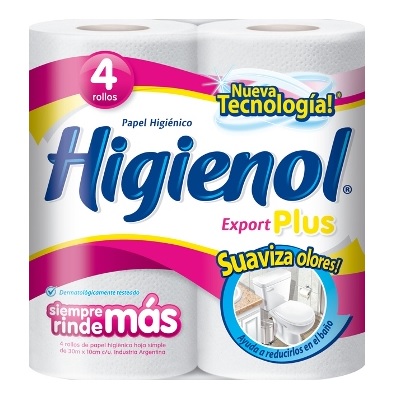 4
rollos
Nueva
Tecnología!
Papel Higiénico
Higienol®
Export Plus
Suaviza olores!
Dermatológicamente testeado
siempre
rinde más
4 rollos de papel higiénico hoja simple
de 30m x 10cm c/u. Industria Argentina
Ayuda a reducirlos en el baño